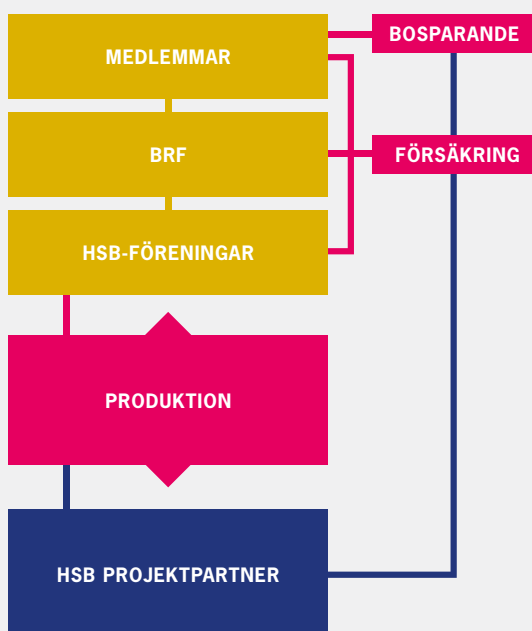 MEDLEMMAR
BOSPARANDE
BRF
FÖRSÄKRING
HSB-FÖRENINGAR
PRODUKTION
HSB PROJEKTPARTNER